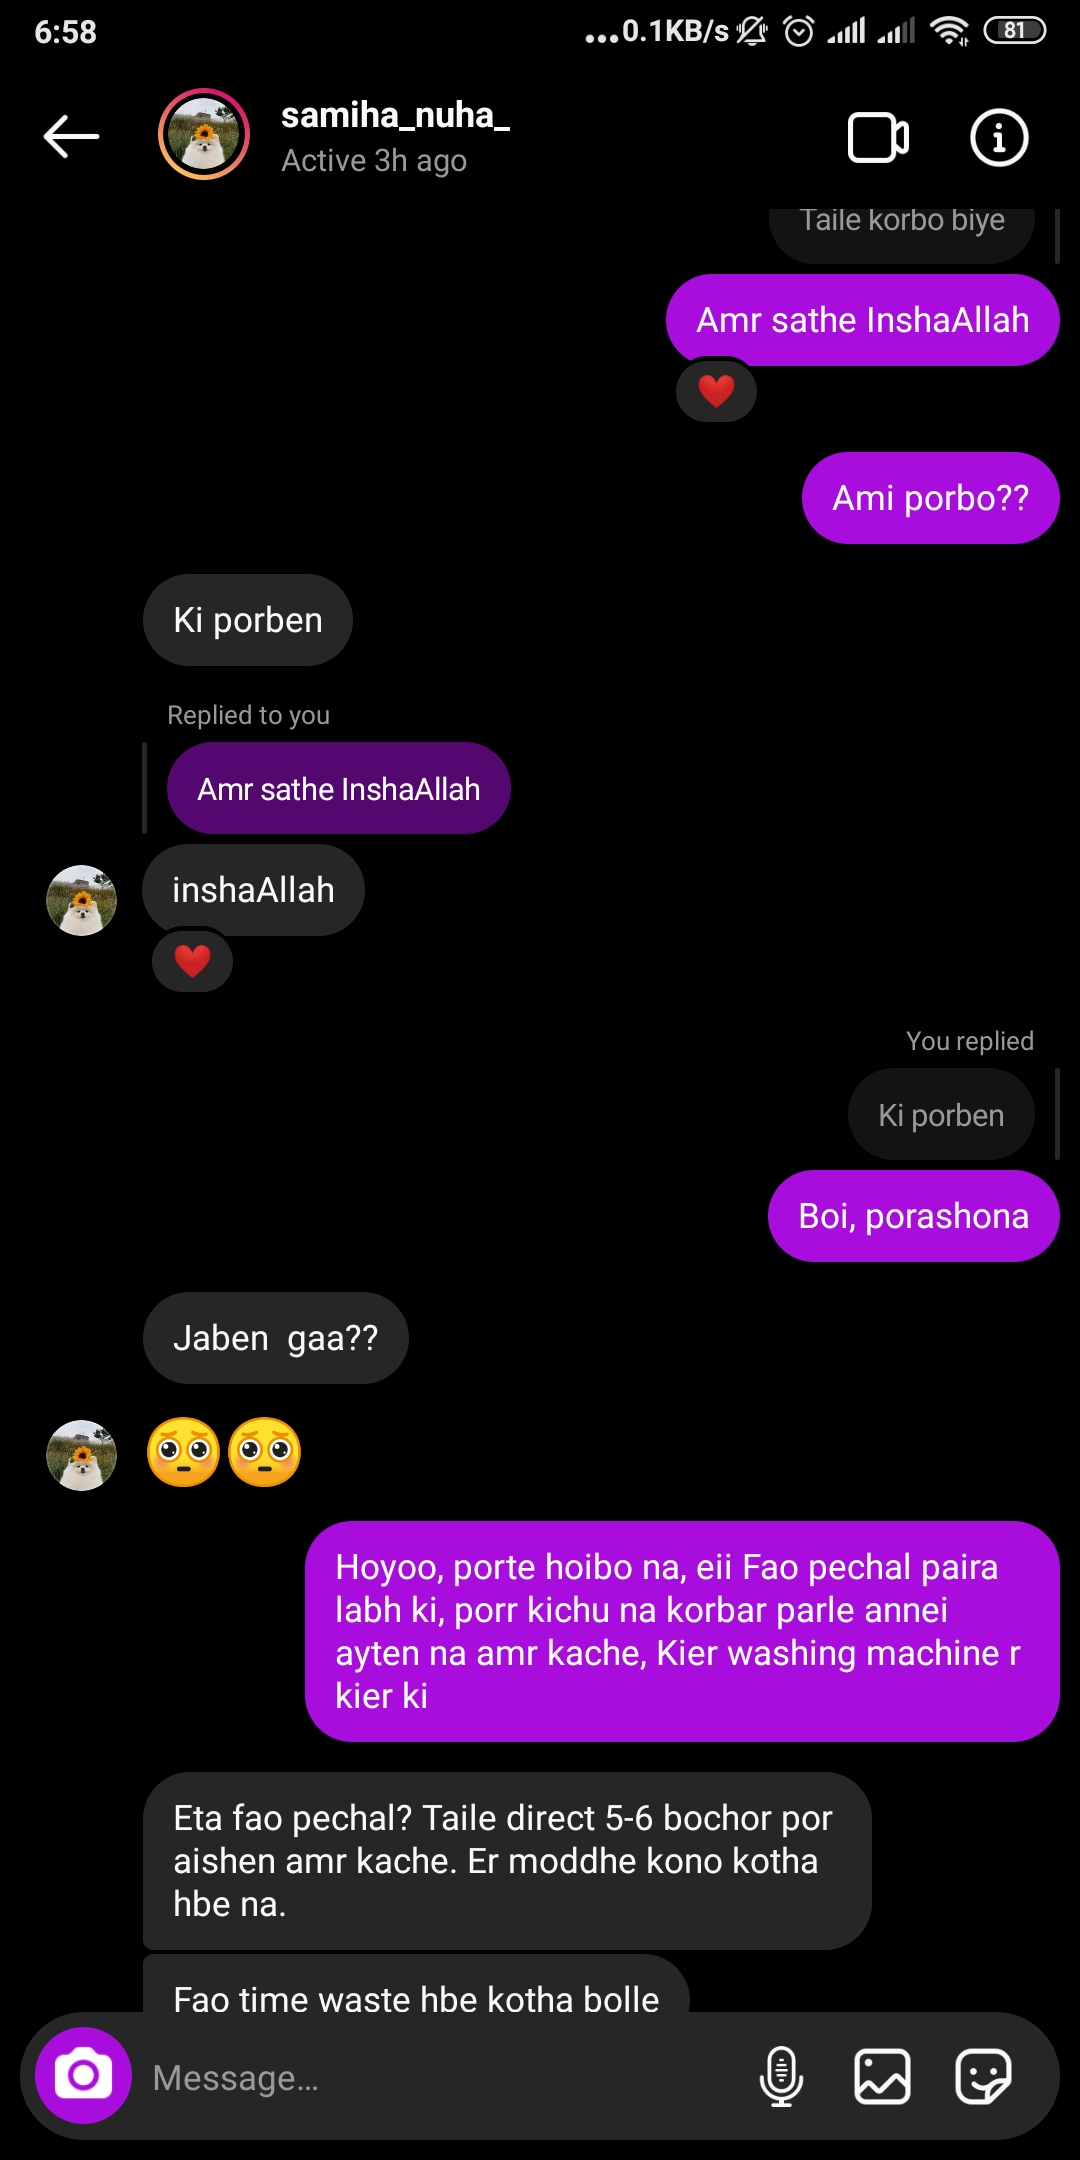 6:58
...0.1KB/s
81
samiha_nuha_
Active 3h ago
Taile korbo biye
Amr sathe InshaAllah
Ami porbo??
Ki porben
Replied to you
Amr sathe InshaAllah
inshaAllah
You replied
Ki porben
Boi, porashona
Jaben  gaa??
Hoyoo, porte hoibo na, eii Fao pechal paira
labh ki, porr kichu na korbar parle annei
ayten na amr kache, Kier washing machine r
kier ki
Eta fao pechal? Taile direct 5-6 bochor por
aishen amr kache. Er moddhe kono kotha
hbe na.
Fao time waste hbe kotha bolle
Message...